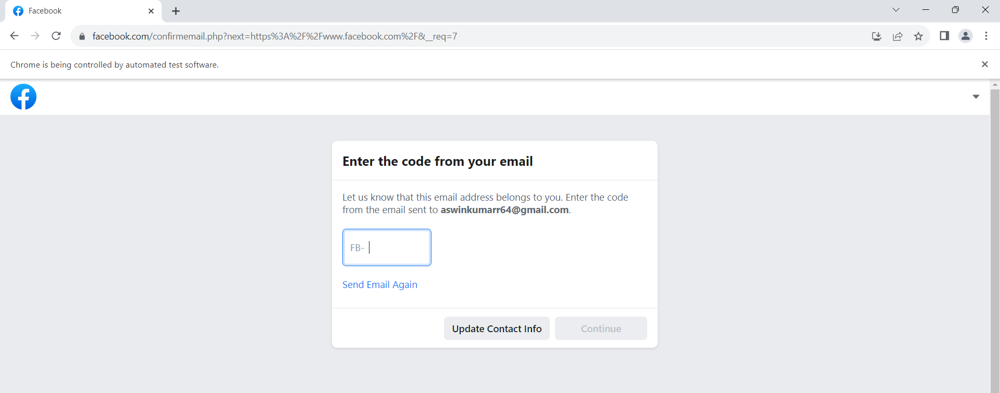 Facebook
facebook.com/confirmemail.php?next=https%3A%2F%2Fwww.facebook.com%2F&__req=7
Chrome is being controlled by automated test software.
Enter the code from your email
Let us know that this email address belongs to you. Enter the code
from the email sent to aswinkumarr64@gmail.com.
FB-
Send Email Again
Update Contact Info
Continue